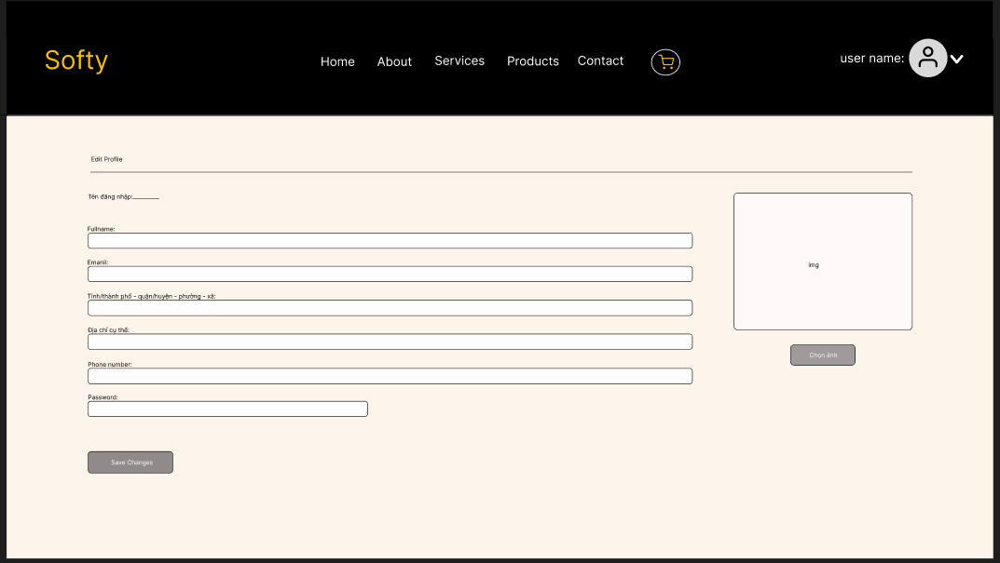 Softy
Home About Services Products Contact
user name:
Edit Profile
Tên đăng nhập:_______
Fullname:
Emanil:
Tỉnh/thành phố - quận/huyện - phường - xã:
Địa chỉ cụ thể:
Phone number:
Password:
Save Changes
img
Chọn ảnh